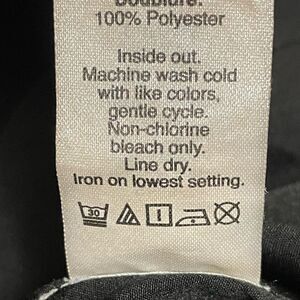 Doublure:
100% Polyester
Inside out.
Machine wash cold
with like colors,
gentle cycle.
Non-chlorine
bleach only.
Line dry.
Iron on lowest setting.
30